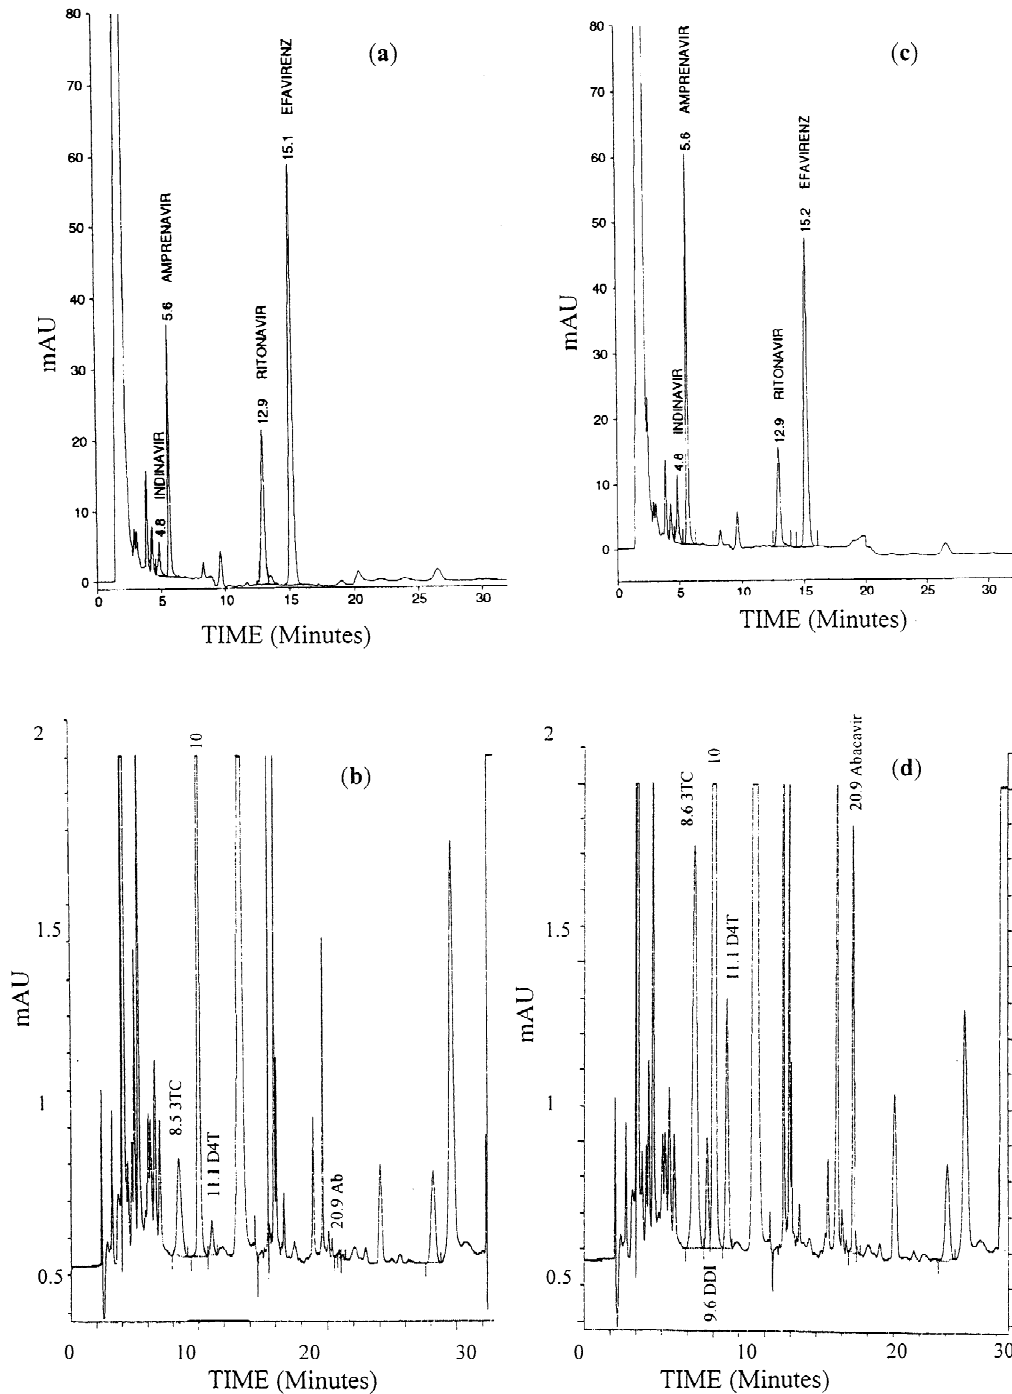 (a)
80
70
60
50
40
30
20
10
0
mAU
4.8 INDINAVIR
5.6 AMPRENAVIR
12.9 RITONAVIR
15.1 EFAVIRENZ
0 5 10 15 20 25 30
TIME (Minutes)
(c)
80
70
60
50
40
30
20
10
0
mAU
4.8 INDINAVIR
5.6 AMPRENAVIR
12.9 RITONAVIR
15.2 EFAVIRENZ
0 5 10 15 20 25 30
TIME (Minutes)
(b)
2
1.5
1
0.5
mAU
8.5 3TC
10
11.1 D4T
20.9 Ab
0 10 20 30
TIME (Minutes)
(d)
2
1.5
1
0.5
mAU
8.6 3TC
9.6 DDI
10
11.1 D4T
20.9 Abacavir
0 10 20 30
TIME (Minutes)